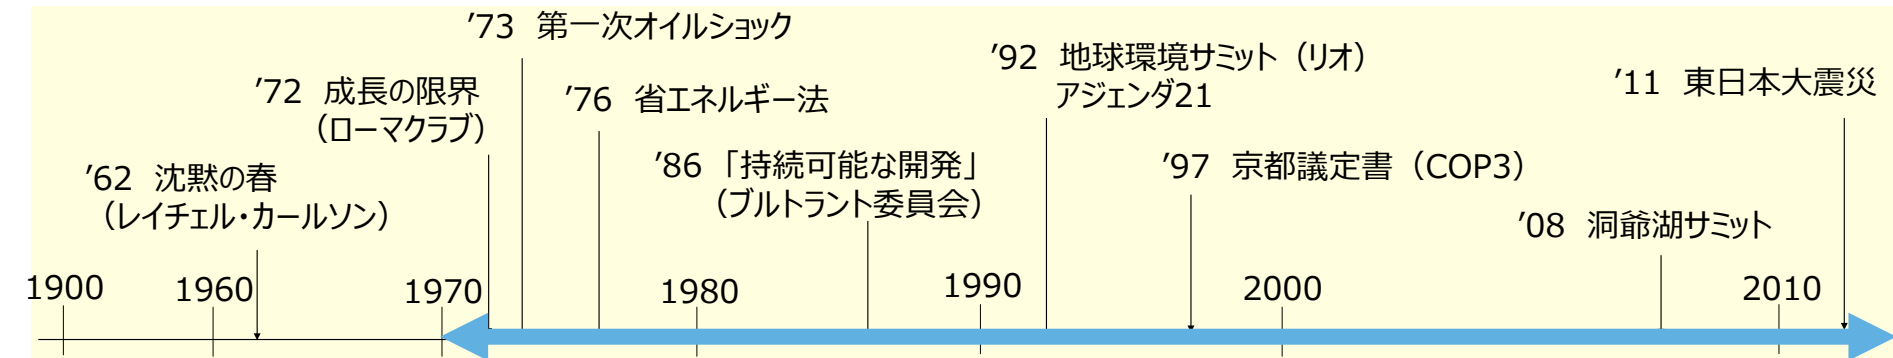 '73 第一次オイルショック
'92 地球環境サミット（リオ）
アジェンダ21
'11 東日本大震災
'72 成長の限界
（ローマクラブ）
'76 省エネルギー法
'86 「持続可能な開発」
（ブルトラント委員会）
'97 京都議定書（COP3）
'62 沈黙の春
（レイチェル・カールソン）
'08 洞爺湖サミット
1900 1960 1970 1980 1990 2000 2010